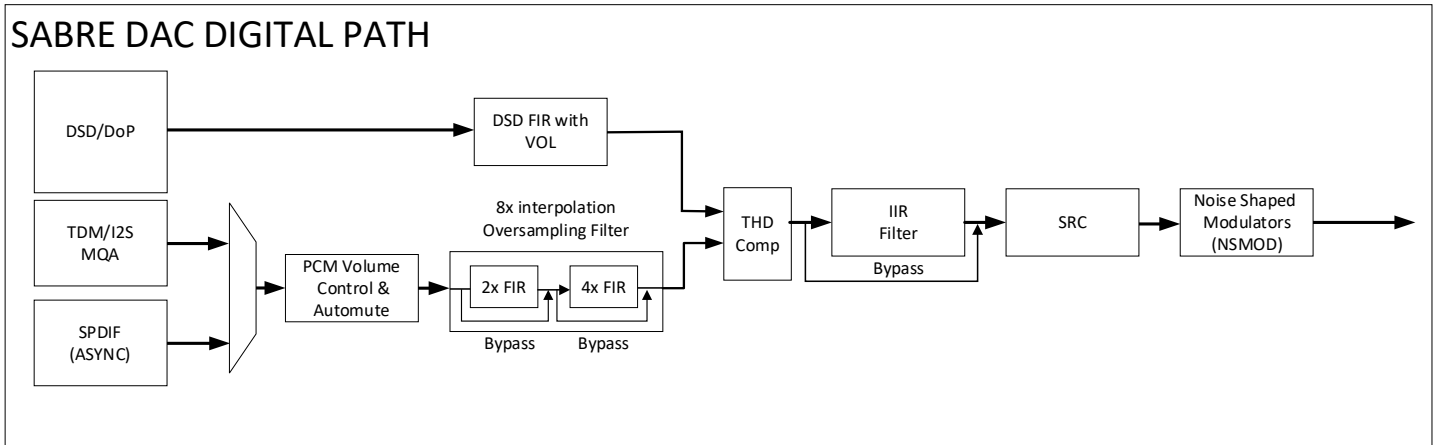 SABRE DAC DIGITAL PATH
DSD/DoP
DSD FIR with
VOL
TDM/I2S
MQA
SPDIF
(ASYNC)
PCM Volume
Control &
Automute
8x interpolation
Oversampling Filter
2x FIR
4x FIR
Bypass
Bypass
THD
Comp
IIR
Filter
Bypass
SRC
Noise Shaped
Modulators
(NSMOD)